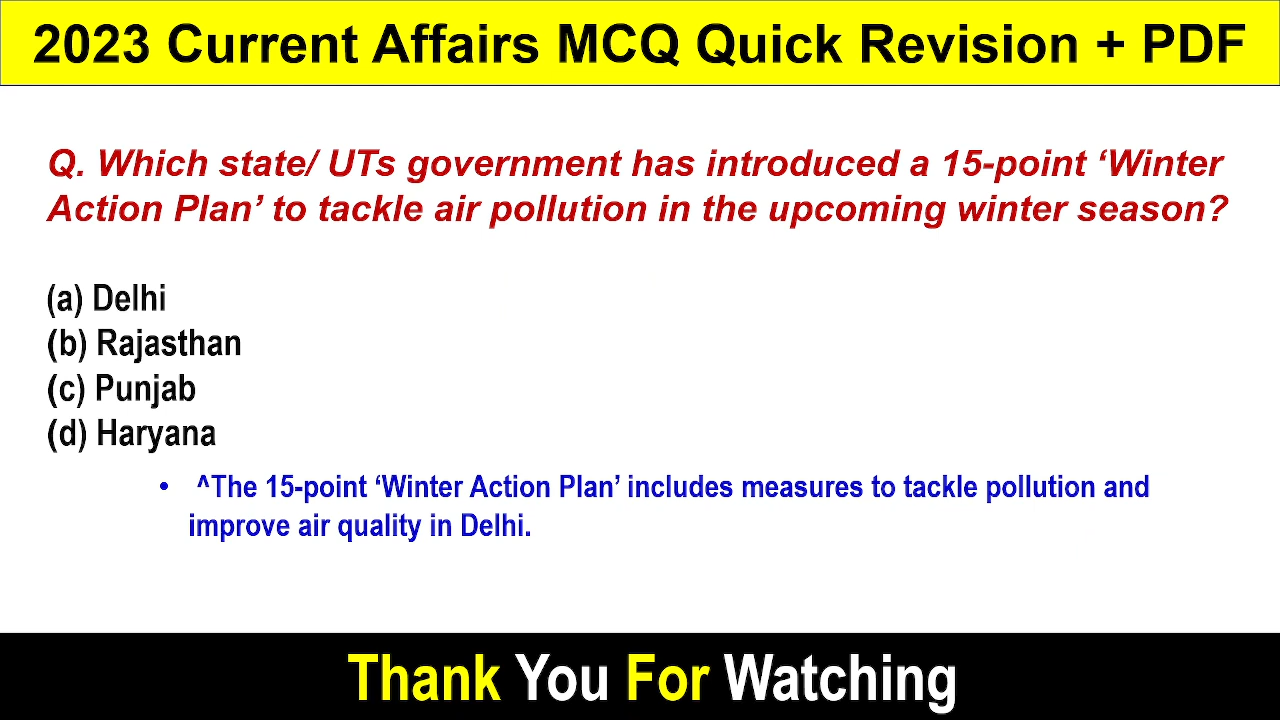 2023 Current Affairs MCQ Quick Revision + PDF
Q. Which state/ UTs government has introduced a 15-point ‘Winter
Action Plan’ to tackle air pollution in the upcoming winter season?
(a) Delhi
(b) Rajasthan
(c) Punjab
(d) Haryana
• ^The 15-point ‘Winter Action Plan’ includes measures to tackle pollution and
improve air quality in Delhi.
Thank You For Watching